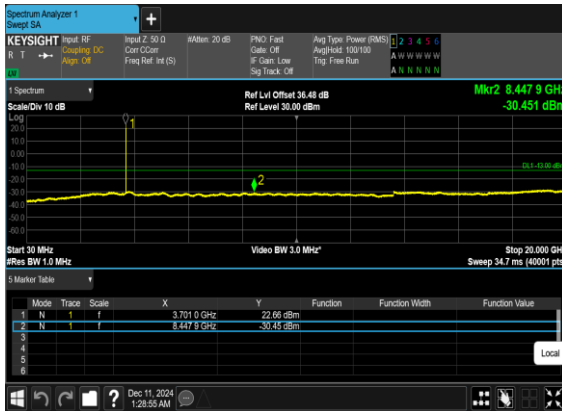 Spectrum Analyzer 1
Swept SA
+
KEYSIGHT Input: RF Input Z: 50 Ω #Atten: 20 dB PNO: Fast Avg Type: Power (RMS) 1 2 3 4 5 6
R T Coupling: DC Corr CCorr Gate: Off Avg|Hold: 100/100 A W W W W W
Align: Off Freq Ref: Int (S) IF Gain: Low Trig: Free Run
LXI Sig Track: Off A N N N N N
1 Spectrum Ref Lvl Offset 36.48 dB Mkr2 8.447 9 GHz
Scale/Div 10 dB Ref Level 30.00 dBm -30.451 dBm
Log
20.0
10.0
0.00
-10.0
-20.0
-30.0
-40.0
-50.0
-60.0
1
DL1 -13.00 dBm
2
Start 30 MHz Video BW 3.0 MHz* Stop 20.000 GHz
#Res BW 1.0 MHz Sweep 34.7 ms (40001 pts)
5 Marker Table
Mode Trace Scale X Y Function Function Width Function Value
1 N 1 f 3.701 0 GHz 22.66 dBm
2 N 1 f 8.447 9 GHz -30.45 dBm
3
4
5
6
Local
? Dec 11, 2024
1:28:55 AM